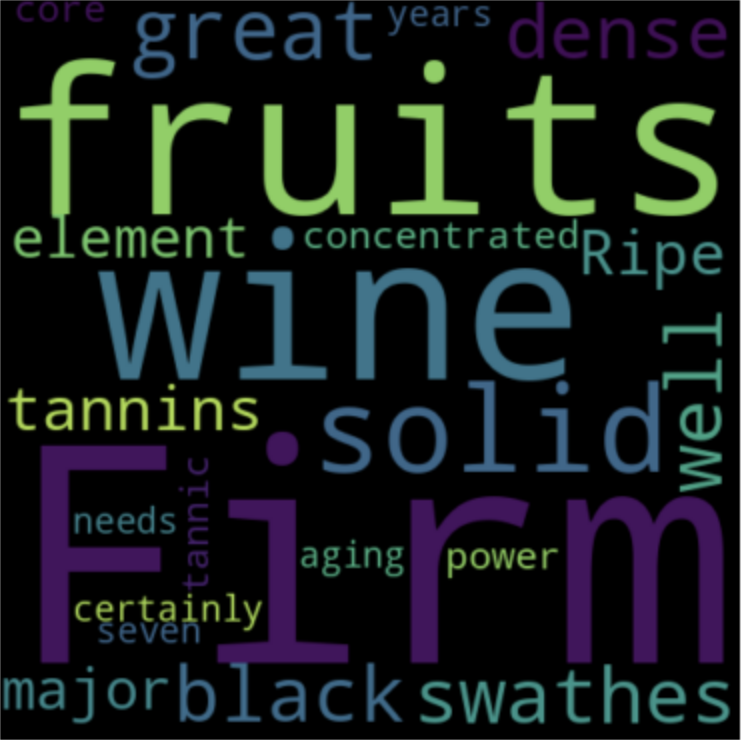 core great years dense
fruits
element concentrated Ripe
wine
well
tannins solid
Firm
tannic
needs
aging power
certainly
seven
major black swathes